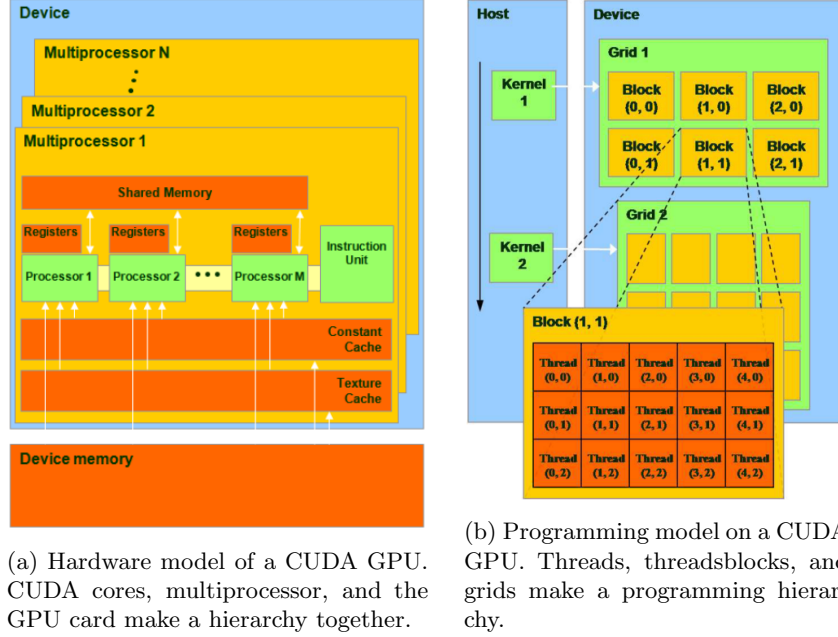 Device
Multiprocessor N
Multiprocessor 2
Multiprocessor 1
Shared Memory
Registers
Registers
Registers
Instruction
Unit
Processor 1
Processor 2
Processor M
Constant
Cache
Texture
Cache
Device memory
(a) Hardware model of a CUDA GPU.
CUDA cores, multiprocessor, and the
GPU card make a hierarchy together.
Host
Device
Grid 1
Kernel
1
Block
(0, 0)
Block
(1, 0)
Block
(2, 0)
Block
(0, 1)
Block
(1, 1)
Block
(2, 1)
Grid 2
Kernel
2
Block (1, 1)
Thread
(0, 0)
Thread
(1, 0)
Thread
(2, 0)
Thread
(3, 0)
Thread
(4, 0)
Thread
(0, 1)
Thread
(1, 1)
Thread
(2, 1)
Thread
(3, 1)
Thread
(4, 1)
Thread
(0, 2)
Thread
(1, 2)
Thread
(2, 2)
Thread
(3, 2)
Thread
(4, 2)
(b) Programming model on a CUDA
GPU. Threads, threadsblocks, and
grids make a programming hierar
chy.